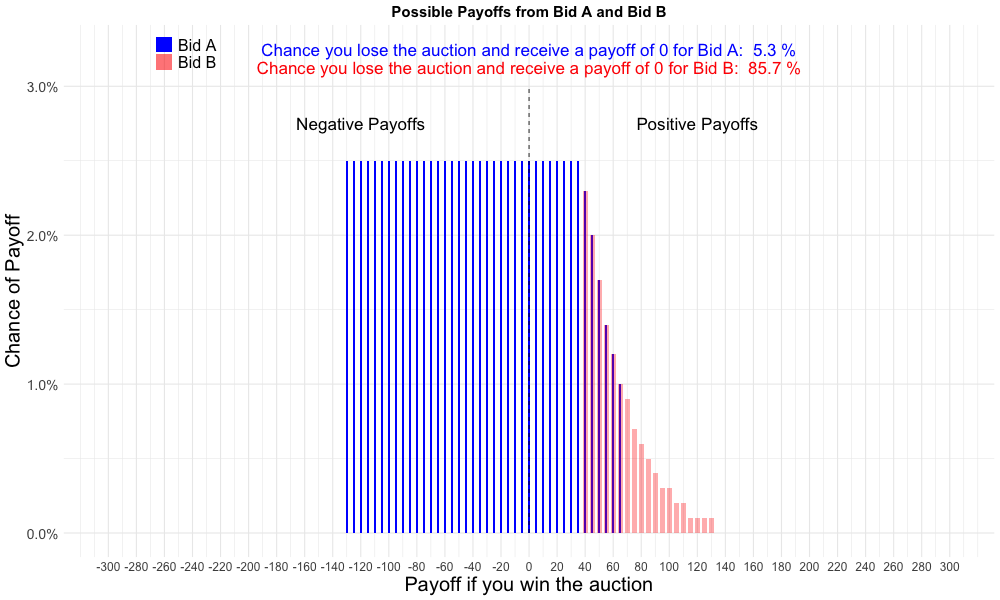 Possible Payoffs from Bid A and Bid B
Bid A
Bid B
Chance you lose the auction and receive a payoff of 0 for Bid A: 5.3 %
Chance you lose the auction and receive a payoff of 0 for Bid B: 85.7 %
Negative Payoffs
Positive Payoffs
Chance of Payoff
3.0%
2.0%
1.0%
0.0%
-300 -280 -260 -240 -220 -200 -180 -160 -140 -120 -100 -80 -60 -40 -20 0 20 40 60 80 100 120 140 160 180 200 220 240 260 280 300
Payoff if you win the auction